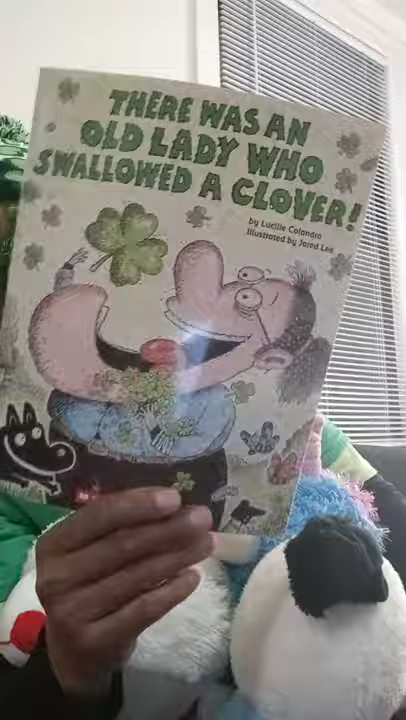 THERE WAS AN
OLD LADY WHO
SWALLOWED A CLOVER!
by Lucille Colandro
Illustrated by Jared Lee